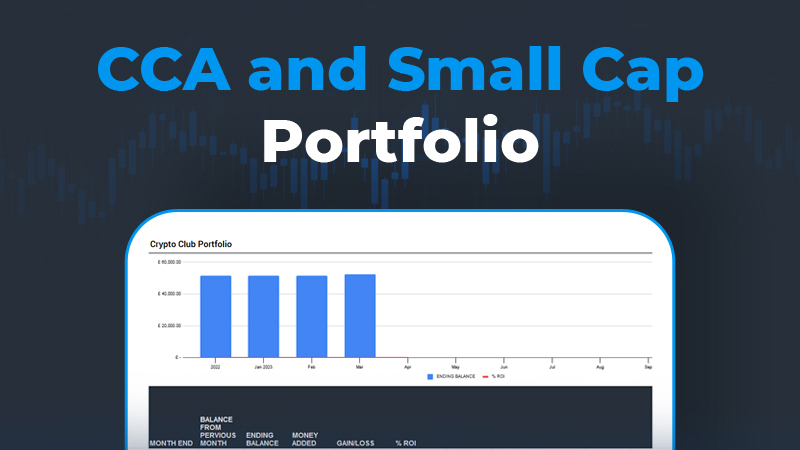 CCA and Small Cap
Portfolio
Crypto Club Portfolio
£ 60,000.00
£ 40,000.00
£ 20,000.00
£ -
2022 Jan 2023 Feb Mar Apr May Jun Jul Aug Sep
ENDING BALANCE % ROI
BALANCE
FROM
PERVIOUS ENDING MONEY
MONTH END MONTH BALANCE ADDED GAIN/LOSS % ROI